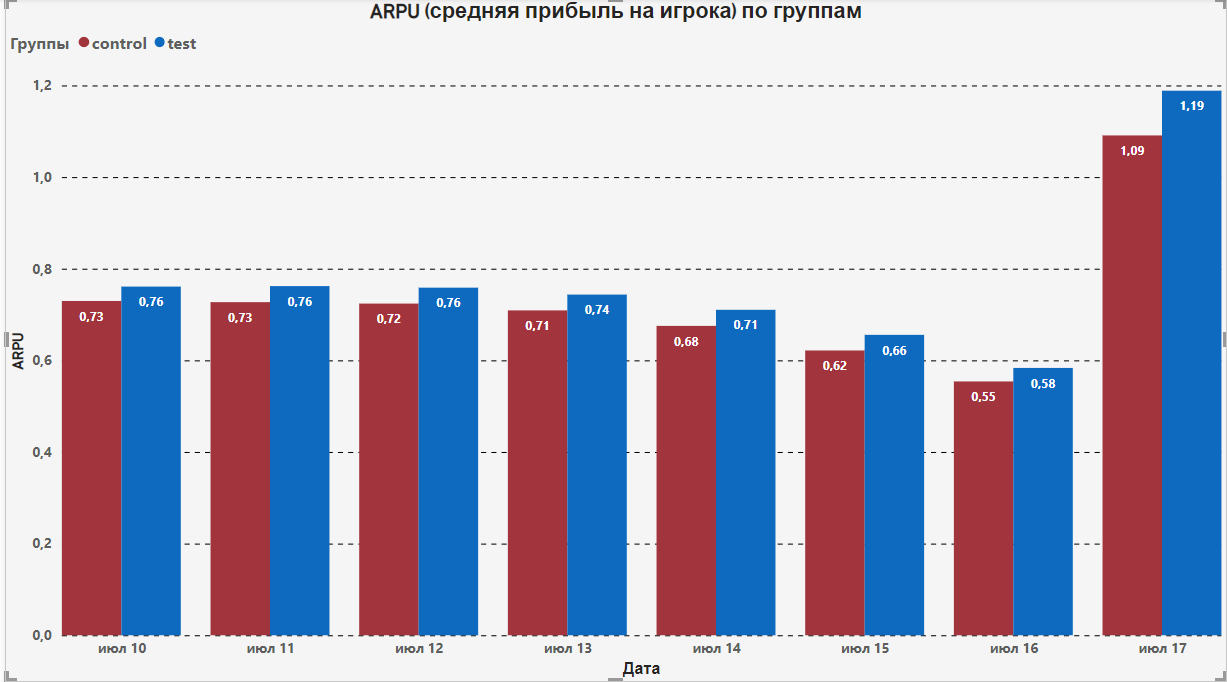 ARPU (средняя прибыль на игрока) по группам
Группы control test
1,2
1,0
0,8
0,6
0,4
0,2
0,0
ARPU
0,73 0,76 0,73 0,76 0,72 0,76 0,71 0,74 0,68 0,71 0,62 0,66 0,55 0,58 1,09 1,19
июл 10 июл 11 июл 12 июл 13 июл 14 июл 15 июл 16 июл 17
Дата